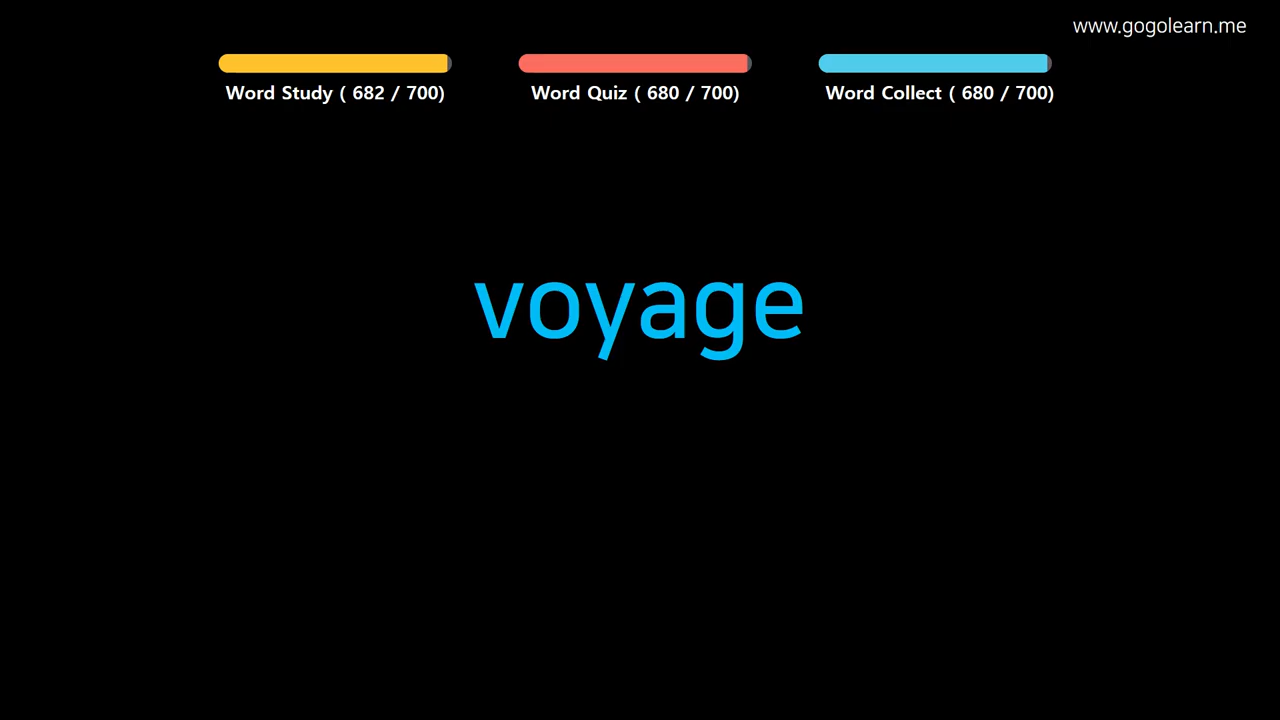 www.gogolearn.me
Word Study ( 682 / 700)
Word Quiz ( 680 / 700)
Word Collect ( 680 / 700)
voyage